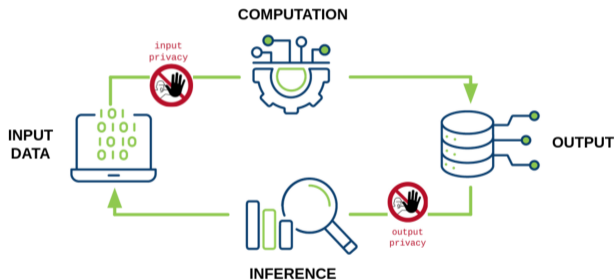 COMPUTATION
input
privacy
INPUT
DATA
OUTPUT
output
privacy
INFERENCE